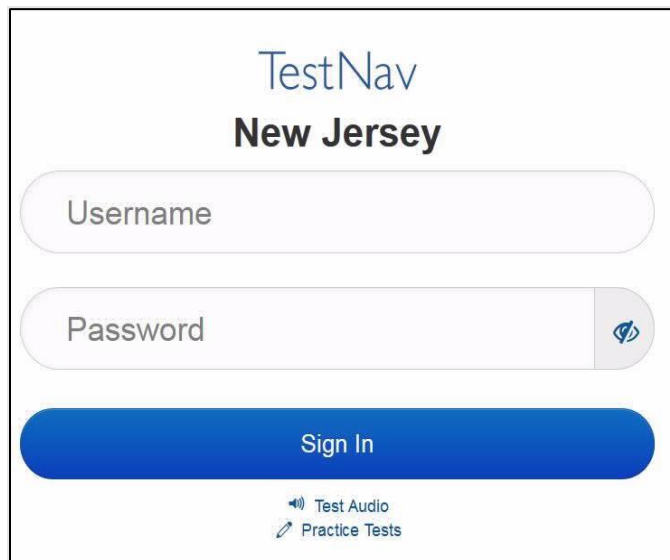 TestNav
New Jersey
Username
Password
Sign In
Test Audio
Practice Tests